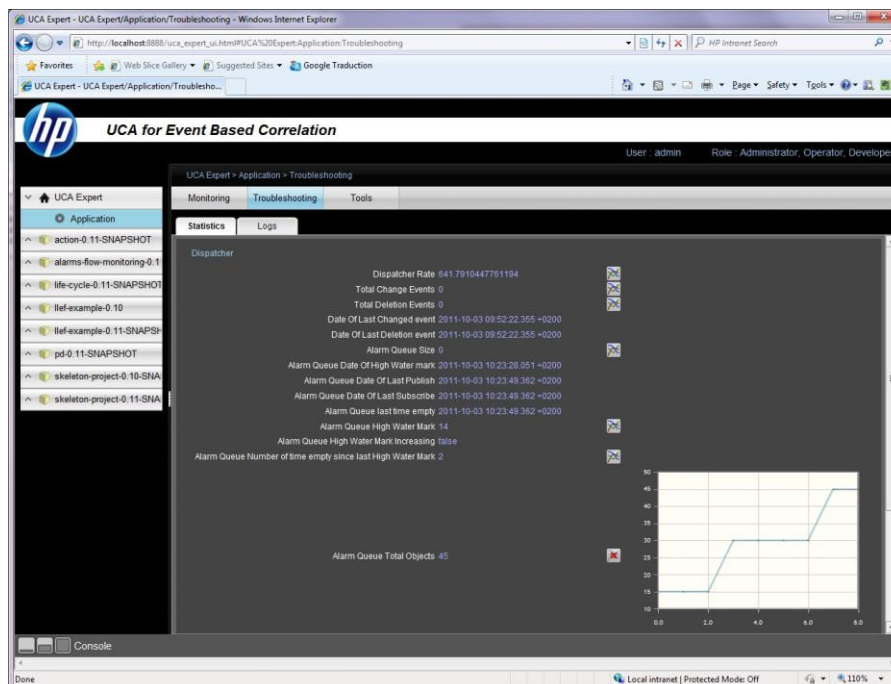 UCA Expert - UCA Expert/Application/Troubleshooting - Windows Internet Explorer
http://localhost:8888/uca_expert_ui.html#UCA%20Expert:Application:Troubleshooting
HP Intranet Search
Favorites Web Slice Gallery Suggested Sites Google Traduction
UCA Expert - UCA Expert/Application/Troublesho...
Page Safety Tools
hp
UCA for Event Based Correlation
User : admin Role : Administrator, Operator, Develope
UCA Expert > Application > Troubleshooting
UCA Expert
Monitoring Troubleshooting Tools
Application
Statistics Logs
action-0.11-SNAPSHOT
alarms-flow-monitoring-0.1
life-cycle-0.11-SNAPSHOT
llef-example-0.10
llef-example-0.11-SNAPSH
pd-0.11-SNAPSHOT
skeleton-project-0.10-SNA
skeleton-project-0.11-SNA
Dispatcher
Dispatcher Rate 641.7910447761194
Total Change Events 0
Total Deletion Events 0
Date Of Last Changed event 2011-10-03 09:52:22.355 +0200
Date Of Last Deletion event 2011-10-03 09:52:22.355 +0200
Alarm Queue Size 0
Alarm Queue Date Of High Water mark 2011-10-03 10:23:28.051 +0200
Alarm Queue Date Of Last Publish 2011-10-03 10:23:49.362 +0200
Alarm Queue Date Of Last Subscribe 2011-10-03 10:23:49.362 +0200
Alarm Queue last time empty 2011-10-03 10:23:49.362 +0200
Alarm Queue High Water Mark 14
Alarm Queue High Water Mark Increasing false
Alarm Queue Number of time empty since last High Water Mark 2
Alarm Queue Total Objects 45
50
45
40
35
30
25
20
15
10
0.0 2.0 4.0 6.0 8.0
Console
Done
Local intranet | Protected Mode: Off
110%